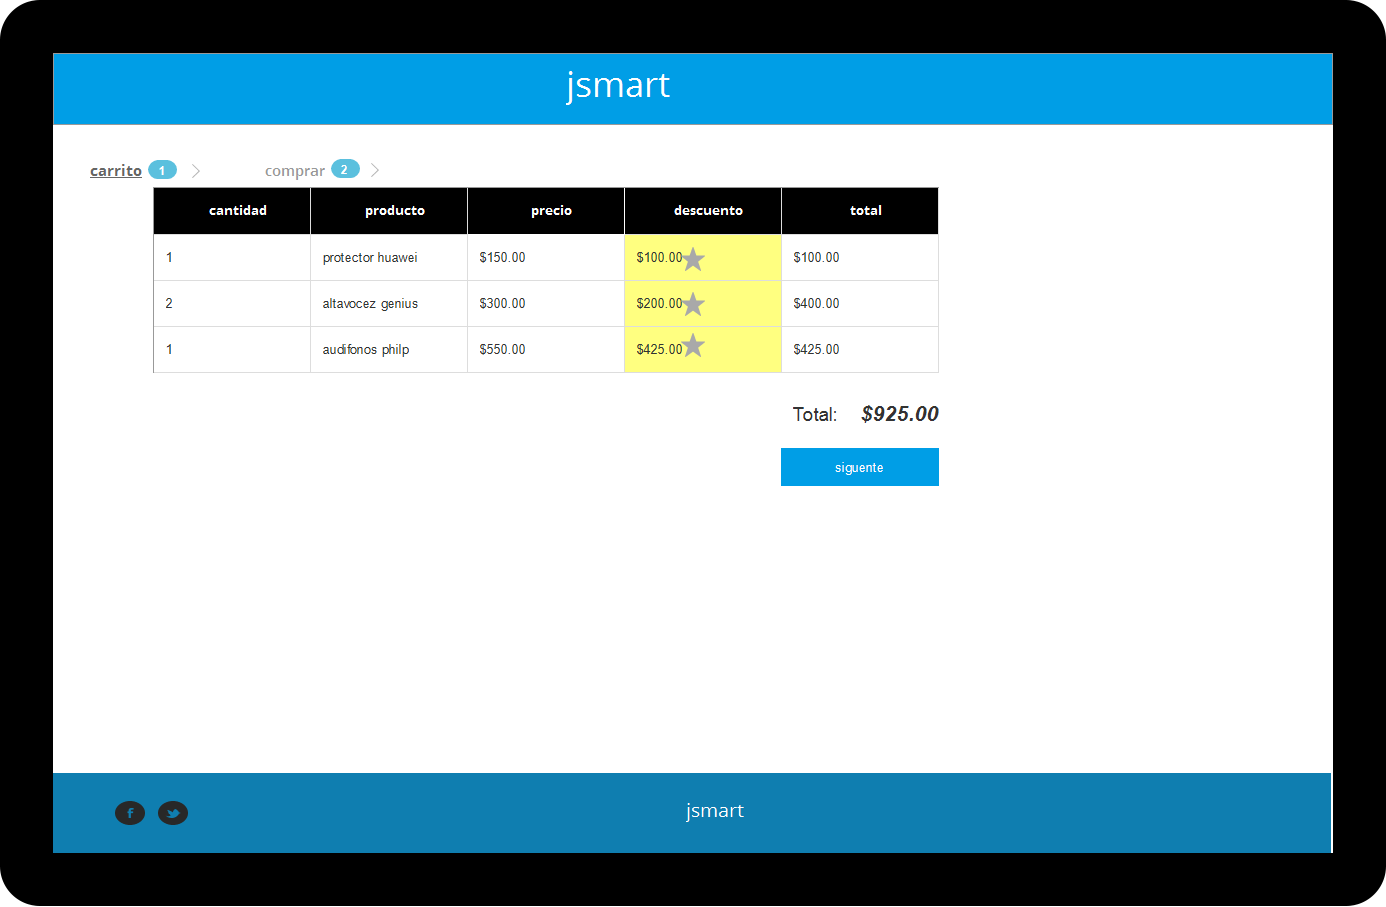 jsmart
carrito 1 comprar 2
cantidad producto precio descuento total
1 protector huawei $150.00 $100.00 $100.00
2 altavocez genius $300.00 $200.00 $400.00
1 audifonos philp $550.00 $425.00 $425.00
Total: $925.00
siguente
f jsmart